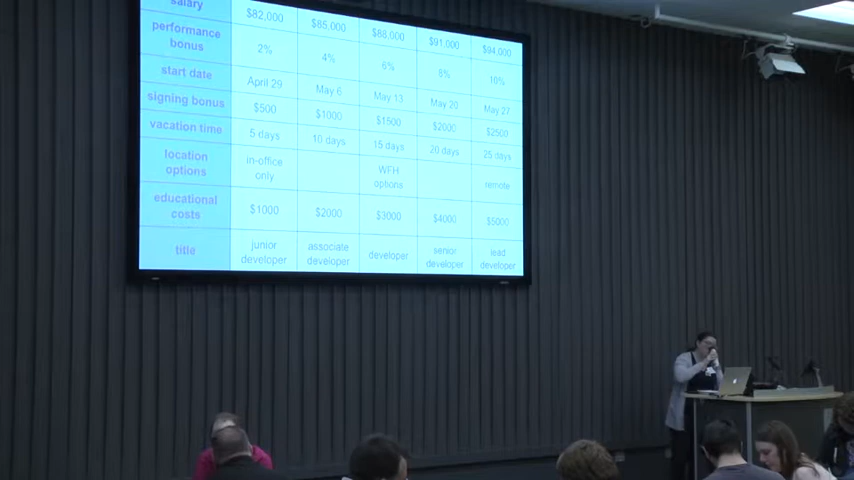 salary $82,000 $85,000 $88,000 $91,000 $94,000
performance
bonus 2% 4% 6% 8% 10%
start date April 29 May 6 May 13 May 20 May 27
signing bonus $500 $1000 $1500 $2000 $2500
vacation time 5 days 10 days 15 days 20 days 25 days
location
options in-office
only WFH
options remote
educational
costs $1000 $2000 $3000 $4000 $5000
title junior
developer associate
developer developer senior
developer lead
developer